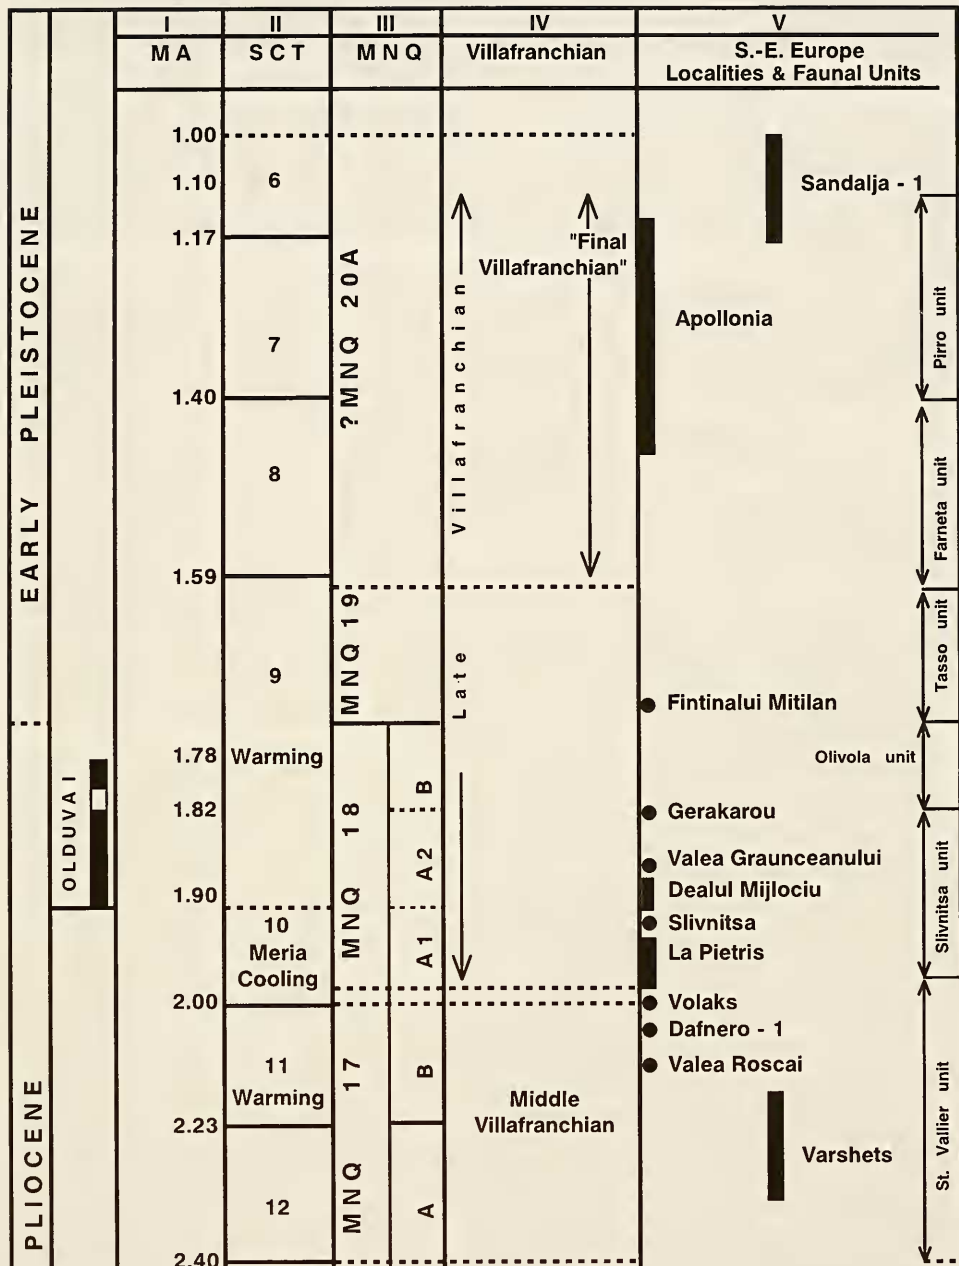 I II III IV V
MA SCT MNQ Villafranchian S.-E. Europe
Localities & Faunal Units
EARLY PLEISTOCENE
PLIOCENE
OLDUVAI
1.00
1.10
1.17
1.40
1.59
1.78
1.82
1.90
2.00
2.23
2.40
6
7
8
9
Warming
10
Meria
Cooling
11
Warming
12
?MNQ 20A
MNQ 19
MNQ 18
B
A2
A1
MNQ 17
B
A
Late Villafranchian
"Final
Villafranchian"
Middle
Villafranchian
Sandalja - 1
Apollonia
Fintinalui Mitilan
Gerakarou
Valea Graunceanului
Dealul Mijlociu
Slivnitsa
La Pietris
Volaks
Dafnero - 1
Valea Roscai
Varshets
Pirro unit
Farneta unit
Tasso unit
Olivola unit
Slivnitsa unit
St. Vallier unit